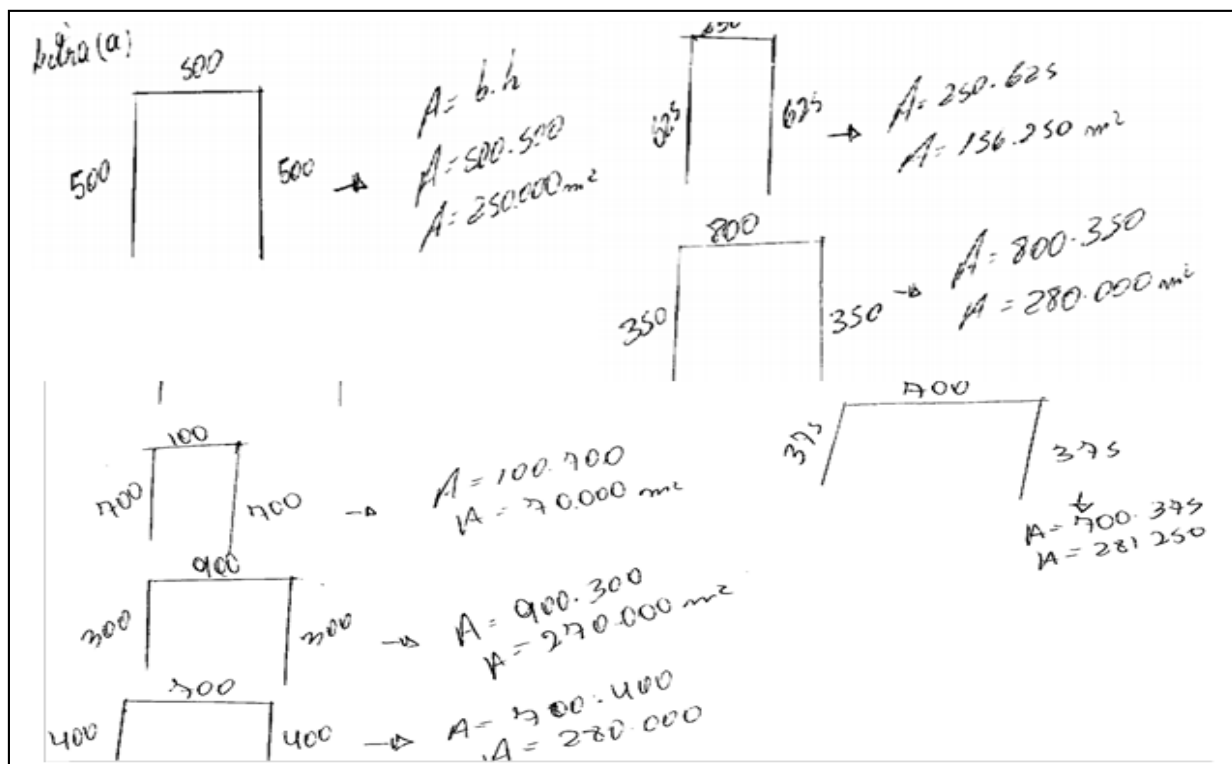 Letra (a)
500
500
500
A = b.h
A = 500.500
A = 250.000 m²
625
625
A = 250.625
A = 156.250 m²
800
350
350
A = 800.350
A = 280.000 m²
100
700
700
A = 100.700
A = 70.000 m²
900
300
300
A = 900.300
A = 270.000 m²
700
400
400
A = 700.400
A = 280.000
700
375
375
A = 700.375
A = 281 250